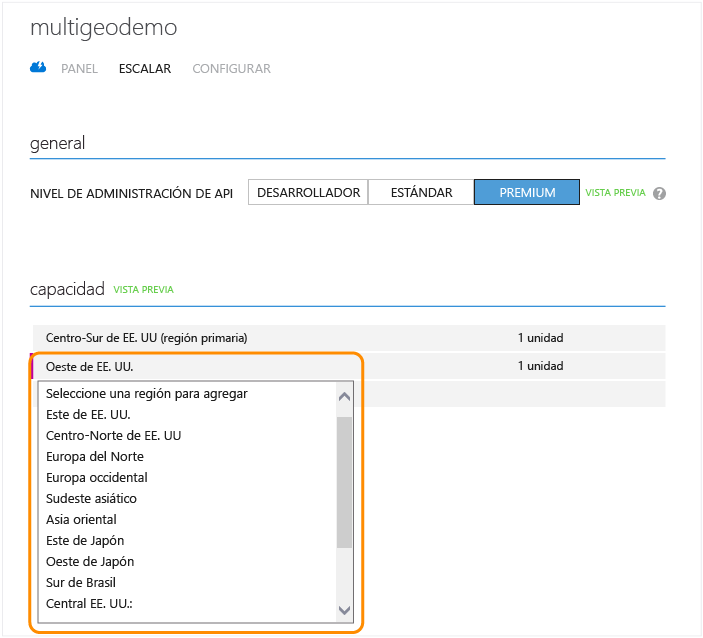 multigeodemo
PANEL ESCALAR CONFIGURAR
general
NIVEL DE ADMINISTRACIÓN DE API DESARROLLADOR ESTÁNDAR PREMIUM VISTA PREVIA ?
capacidad VISTA PREVIA
Centro-Sur de EE. UU (región primaria) 1 unidad
Oeste de EE. UU. 1 unidad
Seleccione una región para agregar
Este de EE. UU.
Centro-Norte de EE. UU
Europa del Norte
Europa occidental
Sudeste asiático
Asia oriental
Este de Japón
Oeste de Japón
Sur de Brasil
Central EE. UU.: